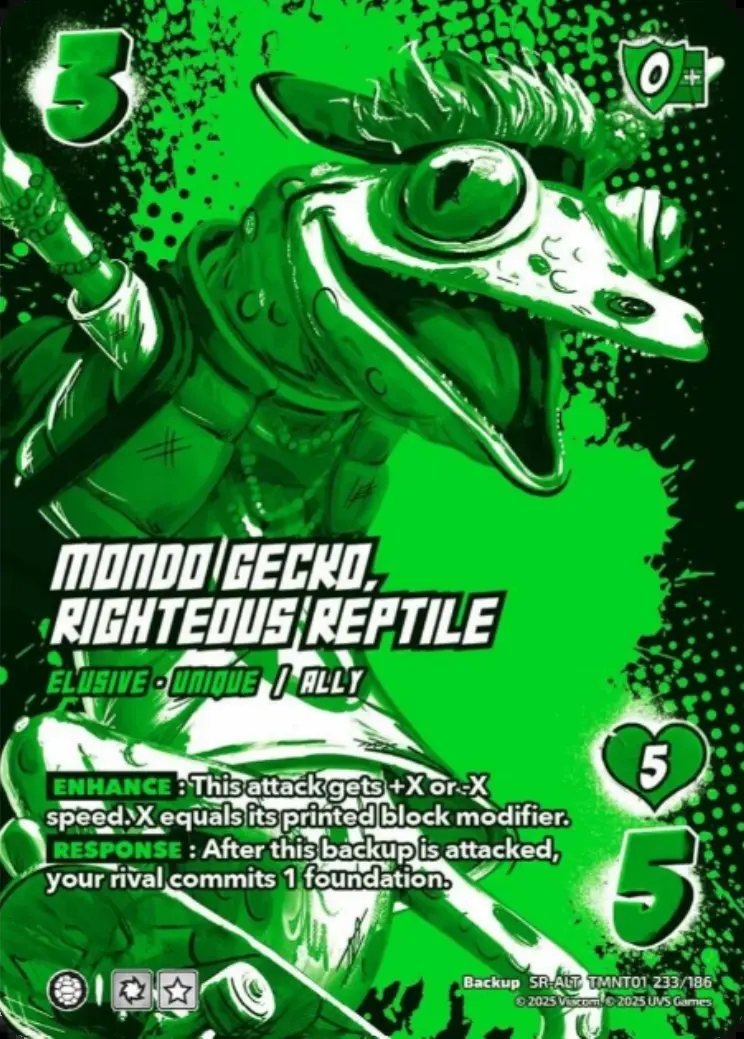 3
0 +
MONDO GECKO,
RIGHTEOUS REPTILE
ELUSIVE • UNIQUE / ALLY
5
ENHANCE : This attack gets +X or -X
speed. X equals its printed block modifier.
RESPONSE : After this backup is attacked,
your rival commits 1 foundation.
5
Backup SR-ALT TMNT01 233/186
© 2025 Viacom. © 2025 UVS Games